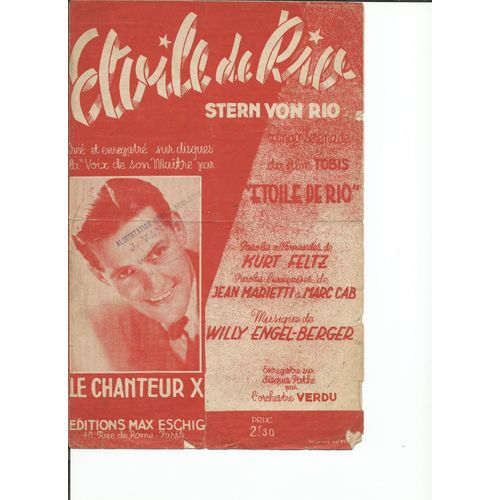 Etoile de Rio
STERN VON RIO
Créé et enregistré sur disques
la "Voix de son Maître" par
du film TOBIS
"ETOILE DE RIO"
Paroles allemandes de
KURT FELTZ
Paroles françaises de
JEAN MARIETTI & MARC CAB
Musique de
WILLY ENGEL-BERGER
Enregistré sur
disques Pathé
par
l'orchestre VERDU
ALIMENTATION
LE CHANTEUR X
EDITIONS MAX ESCHIG
48 Rue de Rome - Paris
PRIX:
2.30